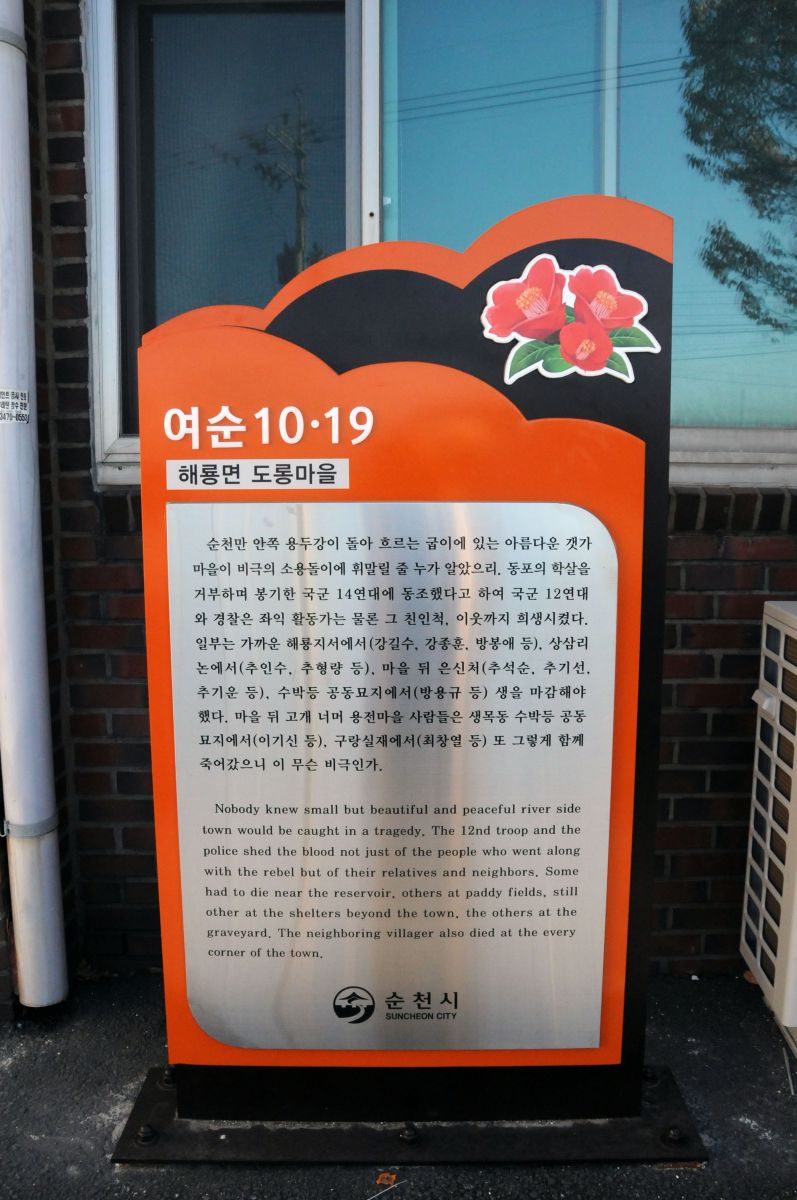 여순 10·19
해룡면 도롱마을
순천만 안쪽 용두강이 돌아 흐르는 굽이에 있는 아름다운 갯가
마을이 비극의 소용돌이에 휘말릴 줄 누가 알았으리. 동포의 학살을
거부하며 봉기한 국군 14연대에 동조했다고 하여 국군 12연대
와 경찰은 좌익 활동가는 물론 그 친인척, 이웃까지 희생시켰다.
일부는 가까운 해룡지서에서(강길수, 강종훈, 방봉애 등), 상삼리
논에서(추인수, 추형량 등), 마을 뒤 은신처(추석순, 추기선,
추기운 등), 수박등 공동묘지에서(방용규 등) 생을 마감해야
했다. 마을 뒤 고개 너머 용전마을 사람들은 생목동 수박등 공동
묘지에서(이기신 등), 구랑실재에서(최창열 등) 또 그렇게 함께
죽어갔으니 이 무슨 비극인가.
Nobody knew small but beautiful and peaceful river side
town would be caught in a tragedy. The 12nd troop and the
police shed the blood not just of the people who went along
with the rebel but of their relatives and neighbors. Some
had to die near the reservoir, others at paddy fields, still
other at the shelters beyond the town, the others at the
graveyard. The neighboring villager also died at the every
corner of the town.
순천시
SUNCHEON CITY